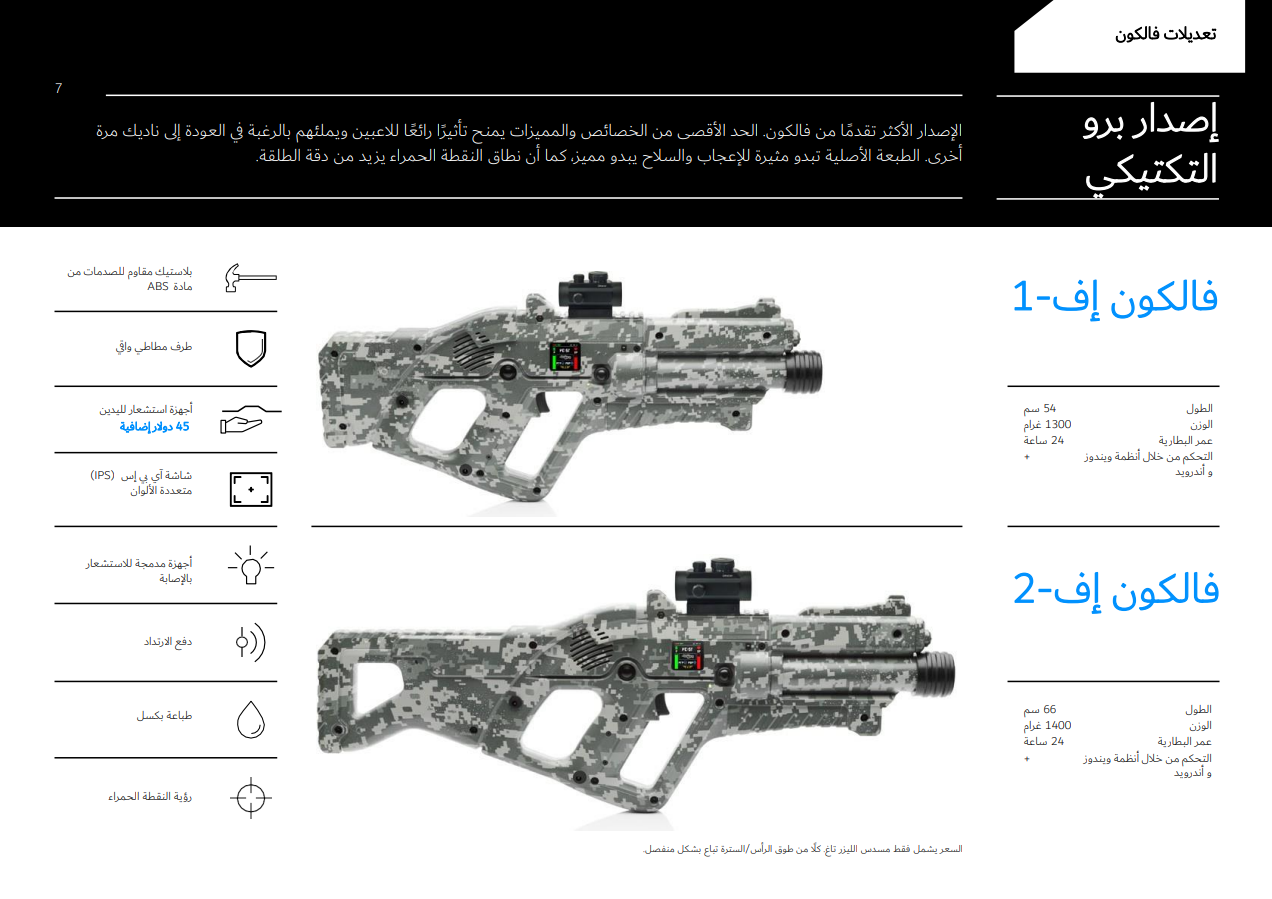 تعديلات فالكون
إصدار برو
التكتيكي
7
الإصدار الأكثر تقدمًا من فالكون. الحد الأقصى من الخصائص والمميزات يمنح تأثيرًا رائعًا للاعبين ويملئهم بالرغبة في العودة إلى ناديك مرة
أخرى. الطبعة الأصلية تبدو مثيرة للإعجاب والسلاح يبدو مميز، كما أن نطاق النقطة الحمراء يزيد من دقة الطلقة.
فالكون إف-1
الطول 54 سم
الوزن 1300 غرام
عمر البطارية 24 ساعة
التحكم من خلال أنظمة ويندوز +
و أندرويد
فالكون إف-2
الطول 66 سم
الوزن 1400 غرام
عمر البطارية 24 ساعة
التحكم من خلال أنظمة ويندوز +
و أندرويد
بلاستيك مقاوم للصدمات من
مادة ABS
طرف مطاطي واقي
أجهزة استشعار لليدين
45 دولار إضافية
شاشة آي بي إس (IPS)
متعددة الألوان
أجهزة مدمجة للاستشعار
بالإصابة
دفع الارتداد
طباعة بكسل
رؤية النقطة الحمراء
السعر يشمل فقط مسدس الليزر تاغ. كلًا من طوق الرأس/السترة تباع بشكل منفصل.